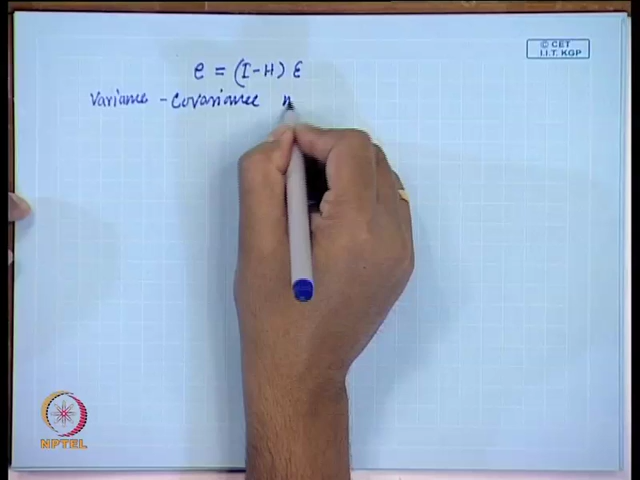 © CET
I.I.T. KGP
e = (I-H) ε
Variance - Covariance
NPTEL